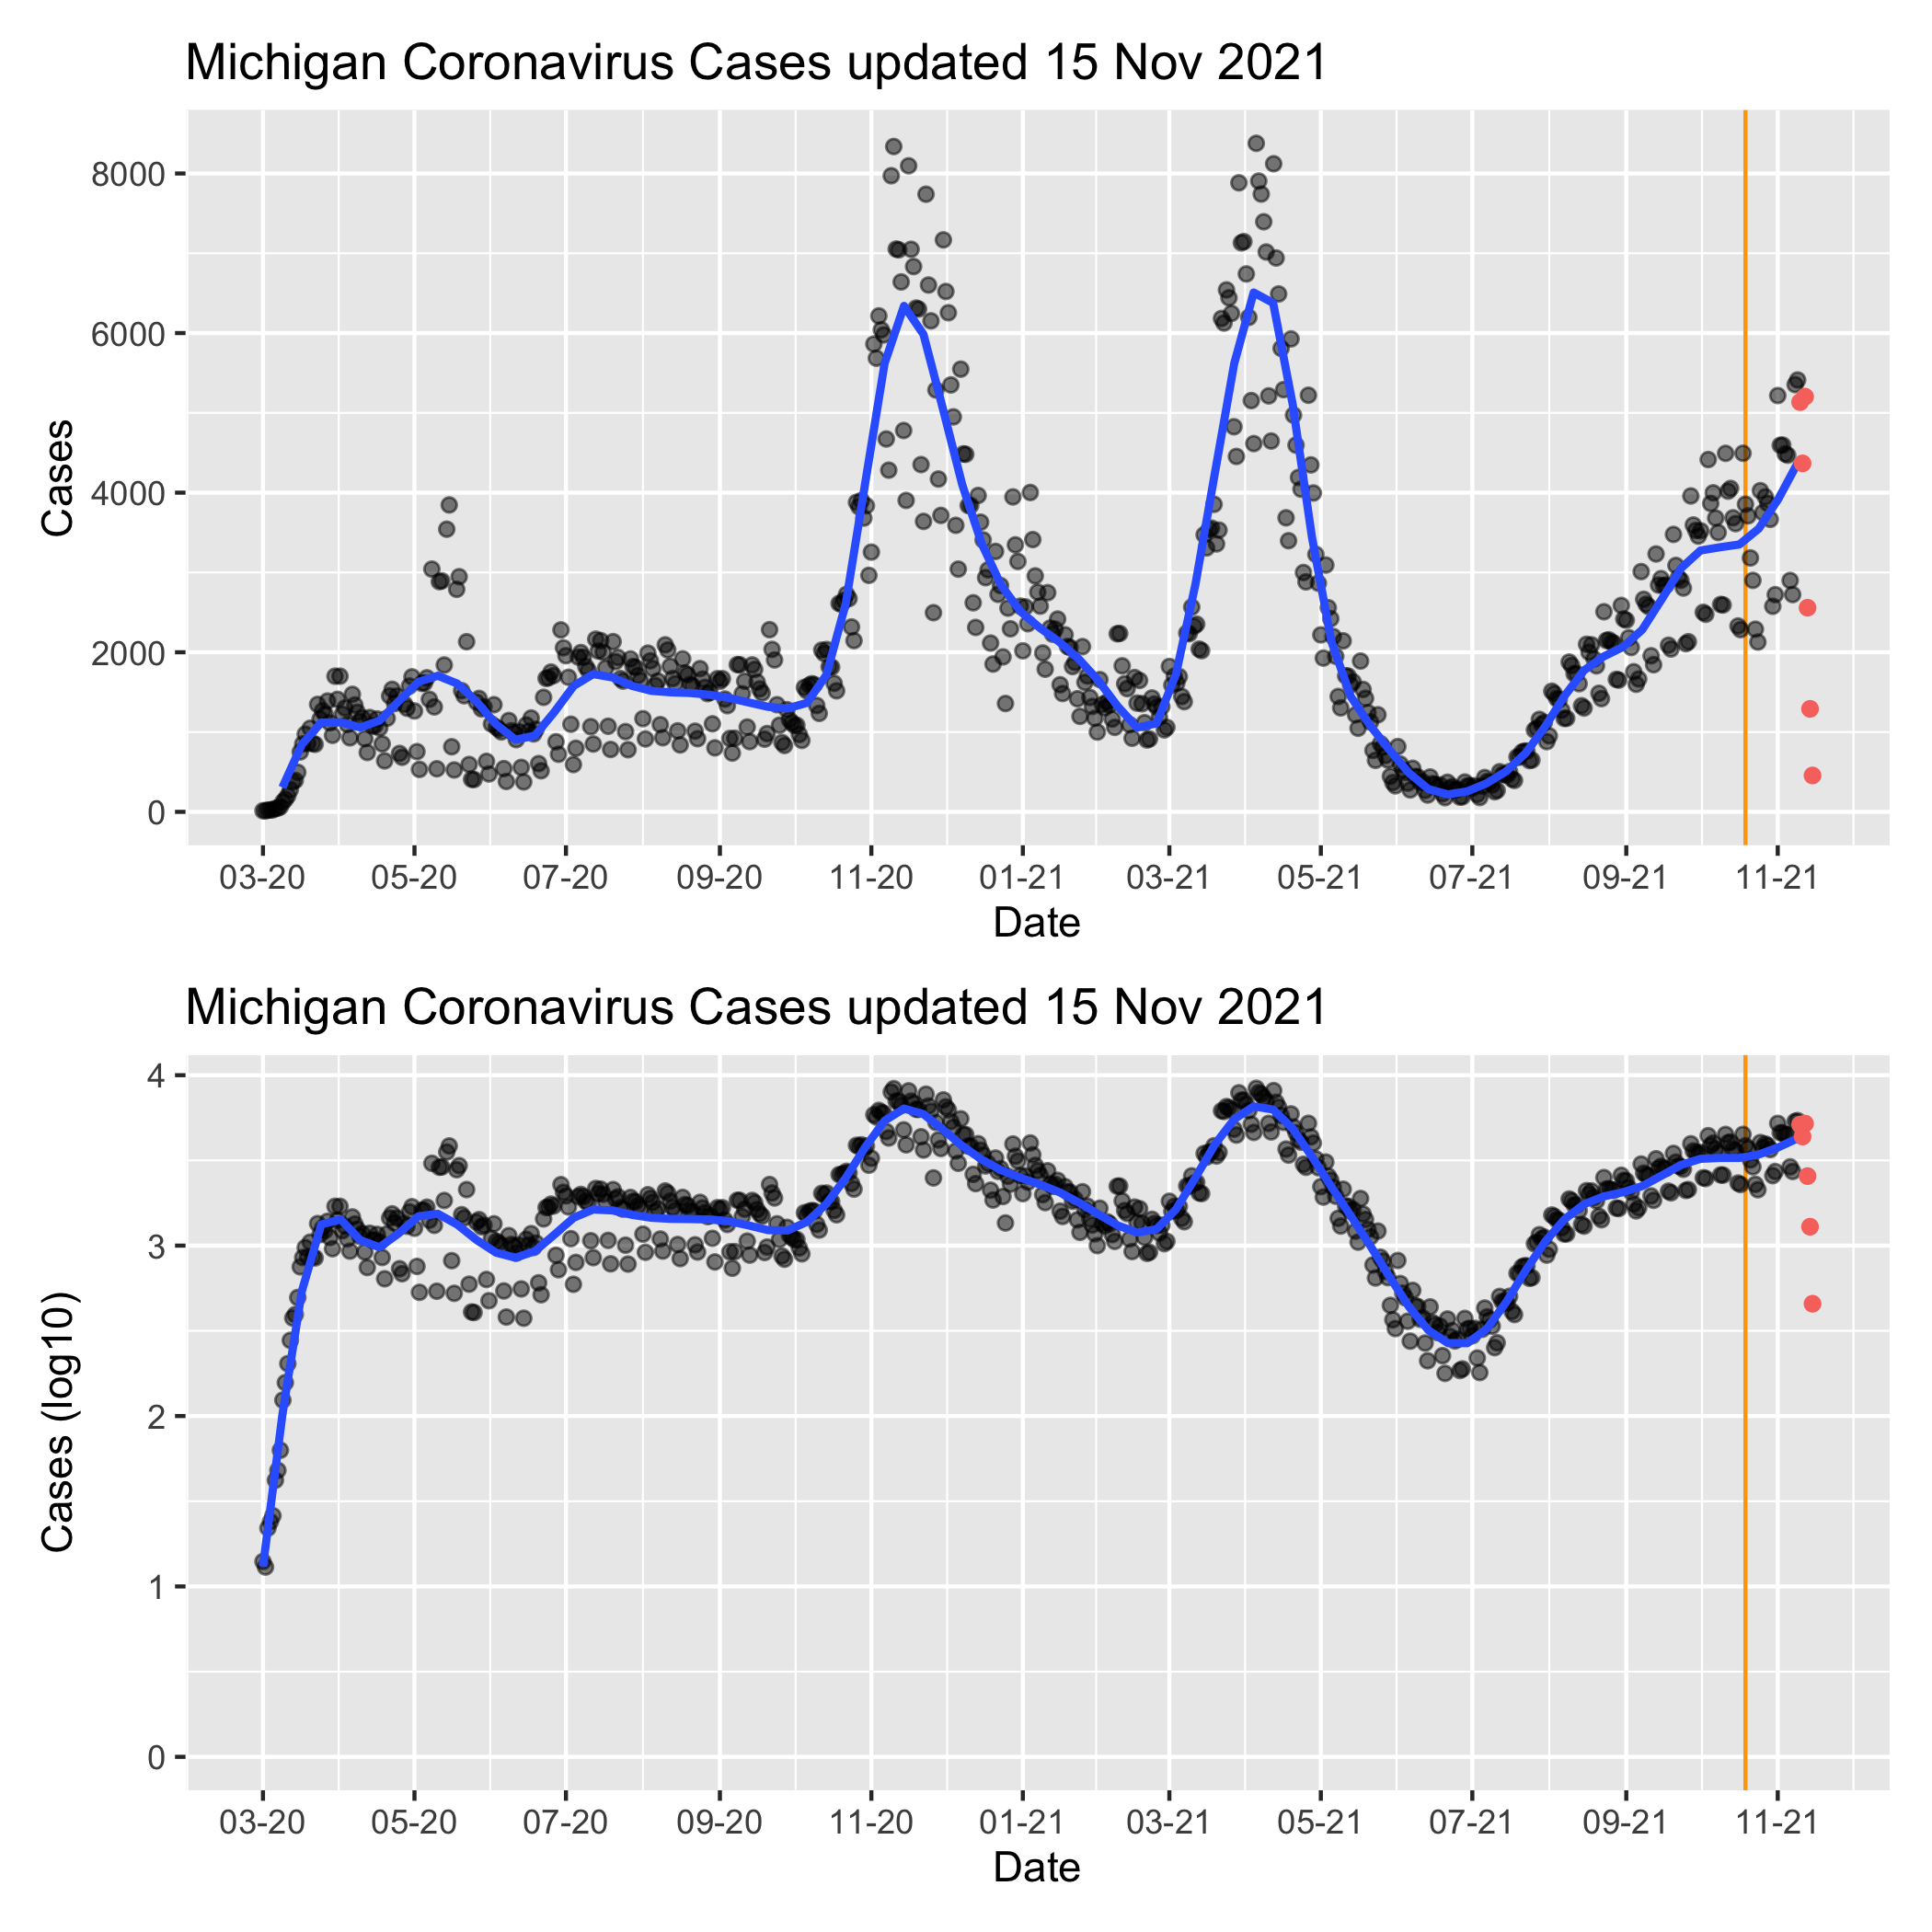 Michigan Coronavirus Cases updated 15 Nov 2021
8000
6000
4000
2000
0
Cases
03-20 05-20 07-20 09-20 11-20 01-21 03-21 05-21 07-21 09-21 11-21
Date
Michigan Coronavirus Cases updated 15 Nov 2021
4
3
2
1
0
Cases (log10)
03-20 05-20 07-20 09-20 11-20 01-21 03-21 05-21 07-21 09-21 11-21
Date